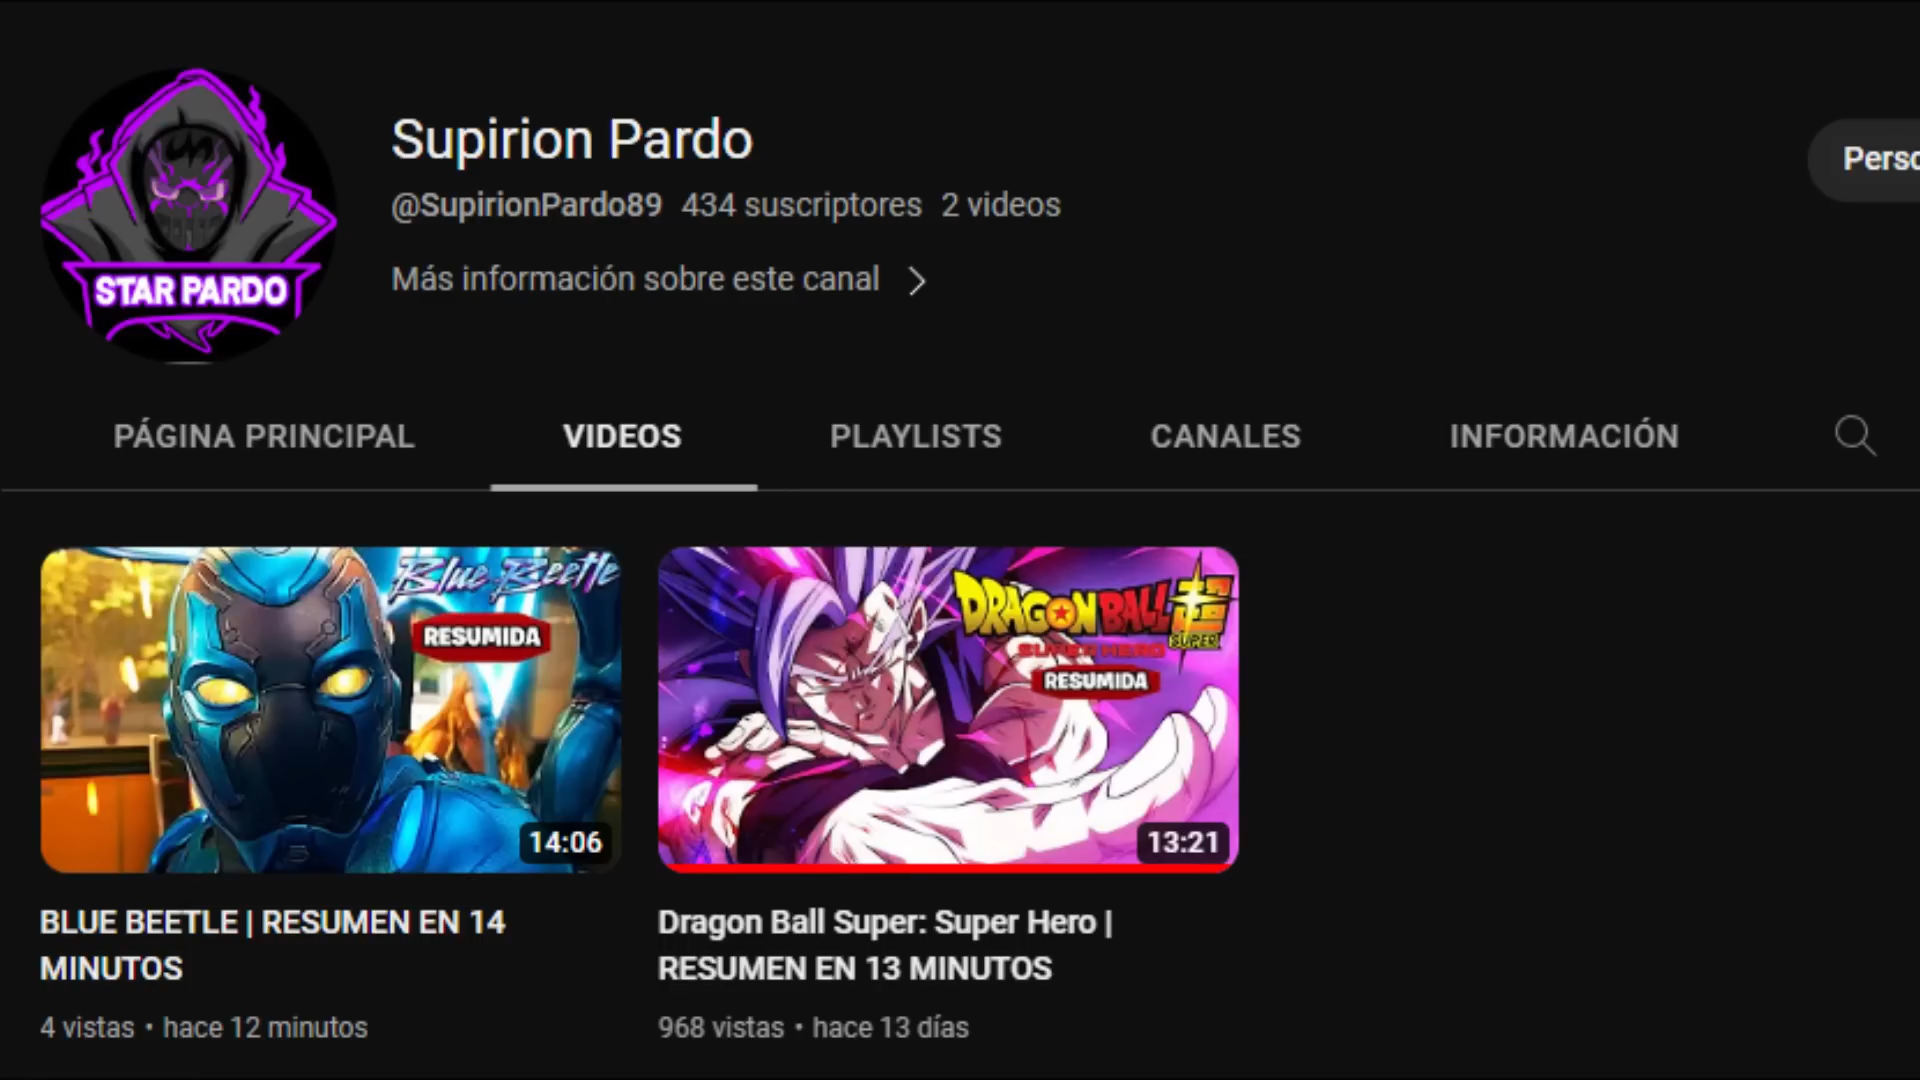 STAR PARDO
Supirion Pardo
@SupirionPardo89 434 suscriptores 2 videos
Más información sobre este canal
Perso
PÁGINA PRINCIPAL VIDEOS PLAYLISTS CANALES INFORMACIÓN
Blue Beetle
RESUMIDA
14:06
DRAGON BALL 超
SUPER
SUPER HERO
RESUMIDA
13:21
BLUE BEETLE | RESUMEN EN 14
MINUTOS
4 vistas • hace 12 minutos
Dragon Ball Super: Super Hero |
RESUMEN EN 13 MINUTOS
968 vistas • hace 13 días